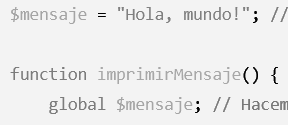 $mensaje = "Hola, mundo!"; //
function imprimirMensaje() {
global $mensaje; // Hacem